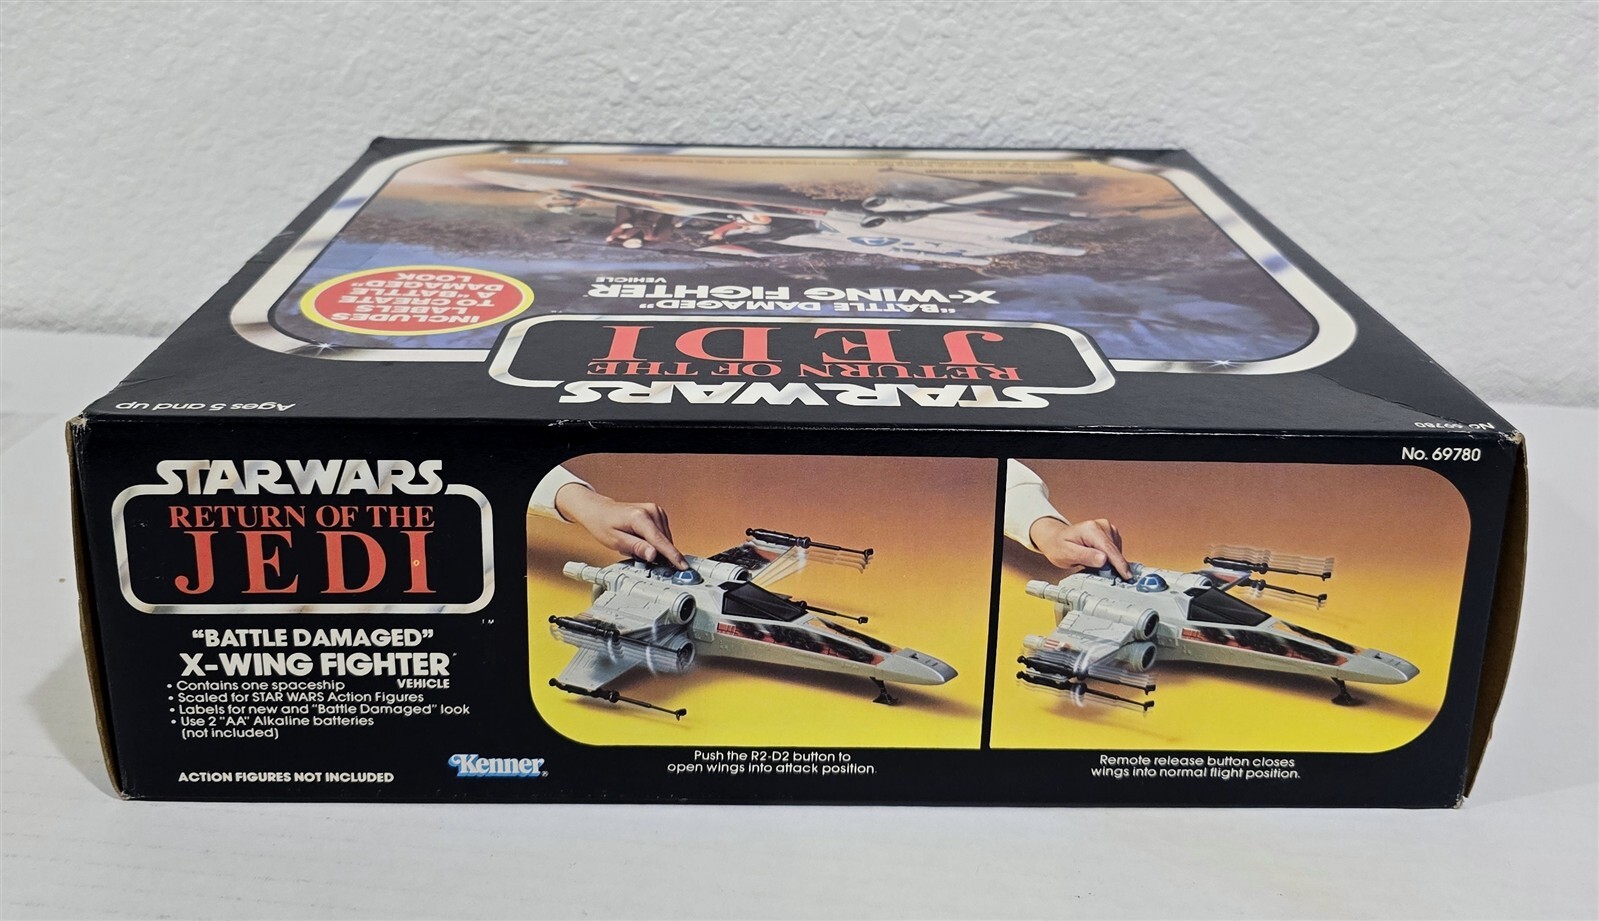 STAR WARS
RETURN OF THE
JEDI
"BATTLE DAMAGED"
X-WING FIGHTER
VEHICLE
INCLUDES
LABELS
TO CREATE
A "BATTLE
DAMAGED"
LOOK
Kenner
Ages 5 and up
No. 69780
No. 69780
STAR WARS
RETURN OF THE
JEDI
TM
"BATTLE DAMAGED"
X-WING FIGHTER
VEHICLE
• Contains one spaceship
• Scaled for STAR WARS Action Figures
• Labels for new and "Battle Damaged" look
• Use 2 "AA" Alkaline batteries
(not included)
ACTION FIGURES NOT INCLUDED
Kenner®
Push the R2-D2 button to
open wings into attack position.
Remote release button closes
wings into normal flight position.